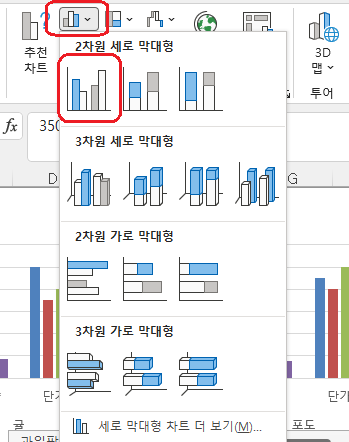 추천
차트
3D
맵
투어
2차원 세로 막대형
fx
350
3차원 세로 막대형
D
G
2차원 가로 막대형
3차원 가로 막대형
단기
단기
세로 막대형 차트 더 보기(M)...
귤
포도